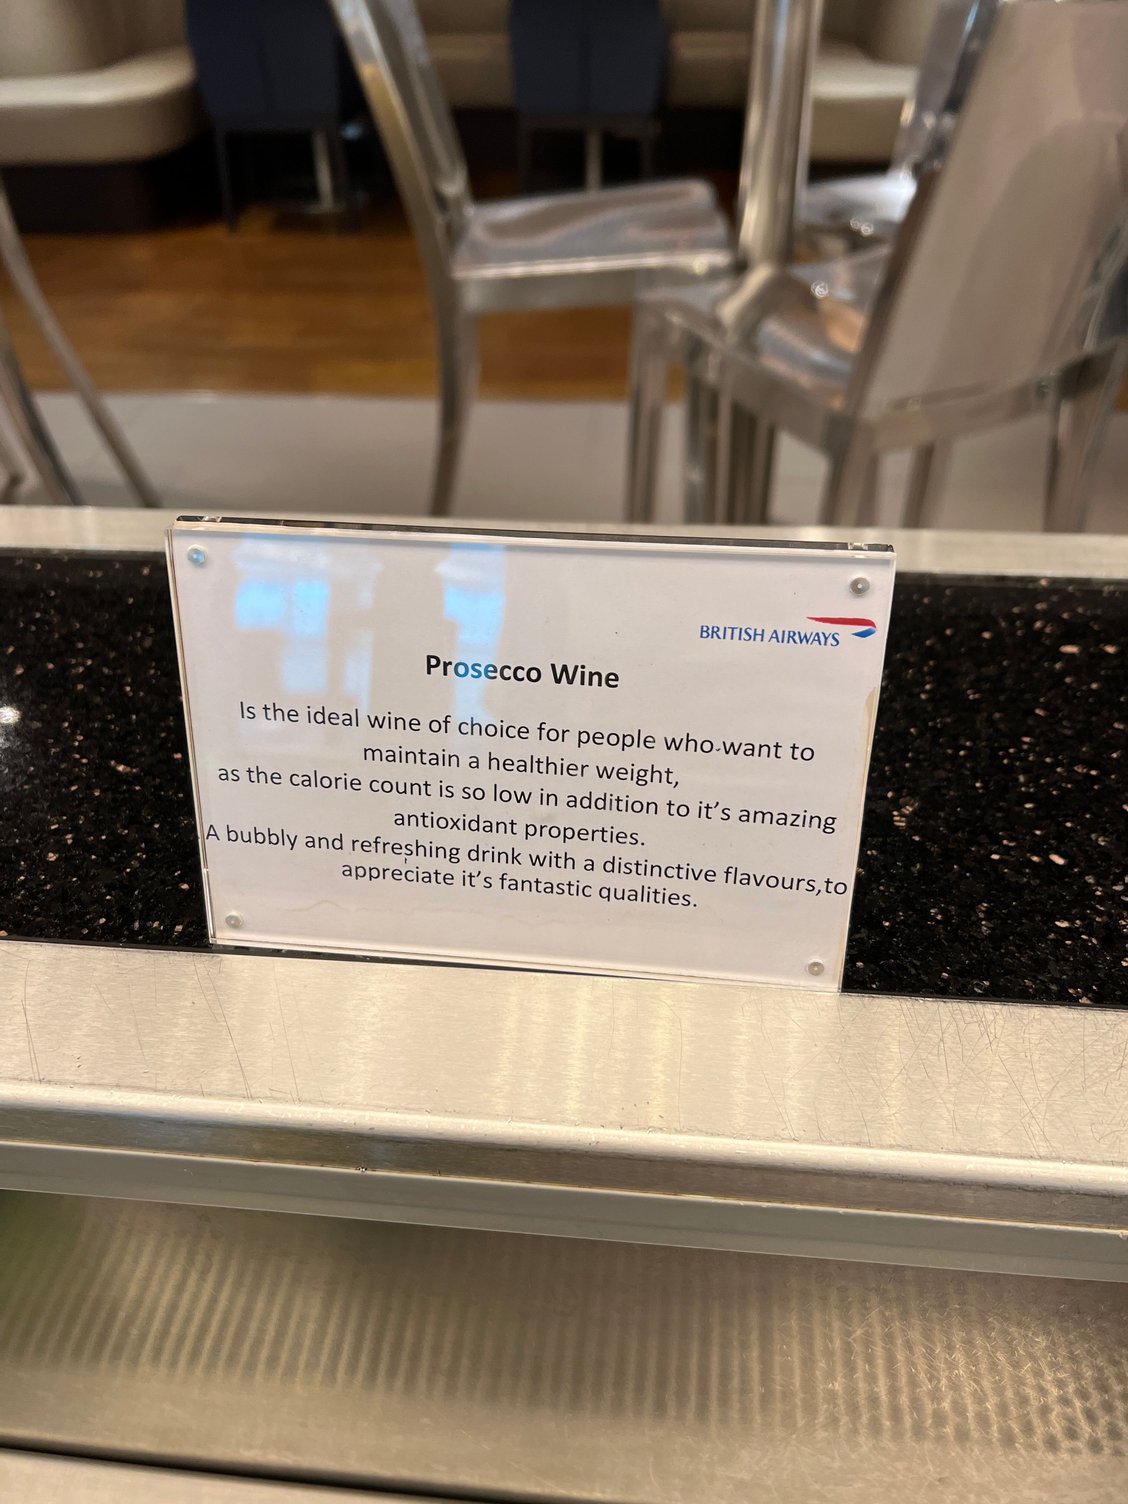 BRITISH AIRWAYS
Prosecco Wine
Is the ideal wine of choice for people who want to
maintain a healthier weight,
as the calorie count is so low in addition to it's amazing
antioxidant properties.
A bubbly and refreshing drink with a distinctive flavours,to
appreciate it's fantastic qualities.